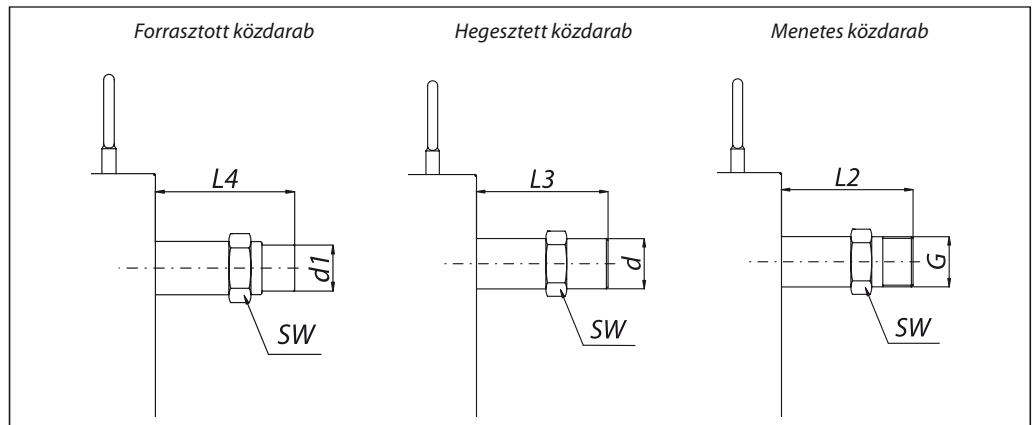 Forrasztott közdarab
Hegesztett közdarab
Menetes közdarab
L4
L3
L2
d1
d
G
SW
SW
SW